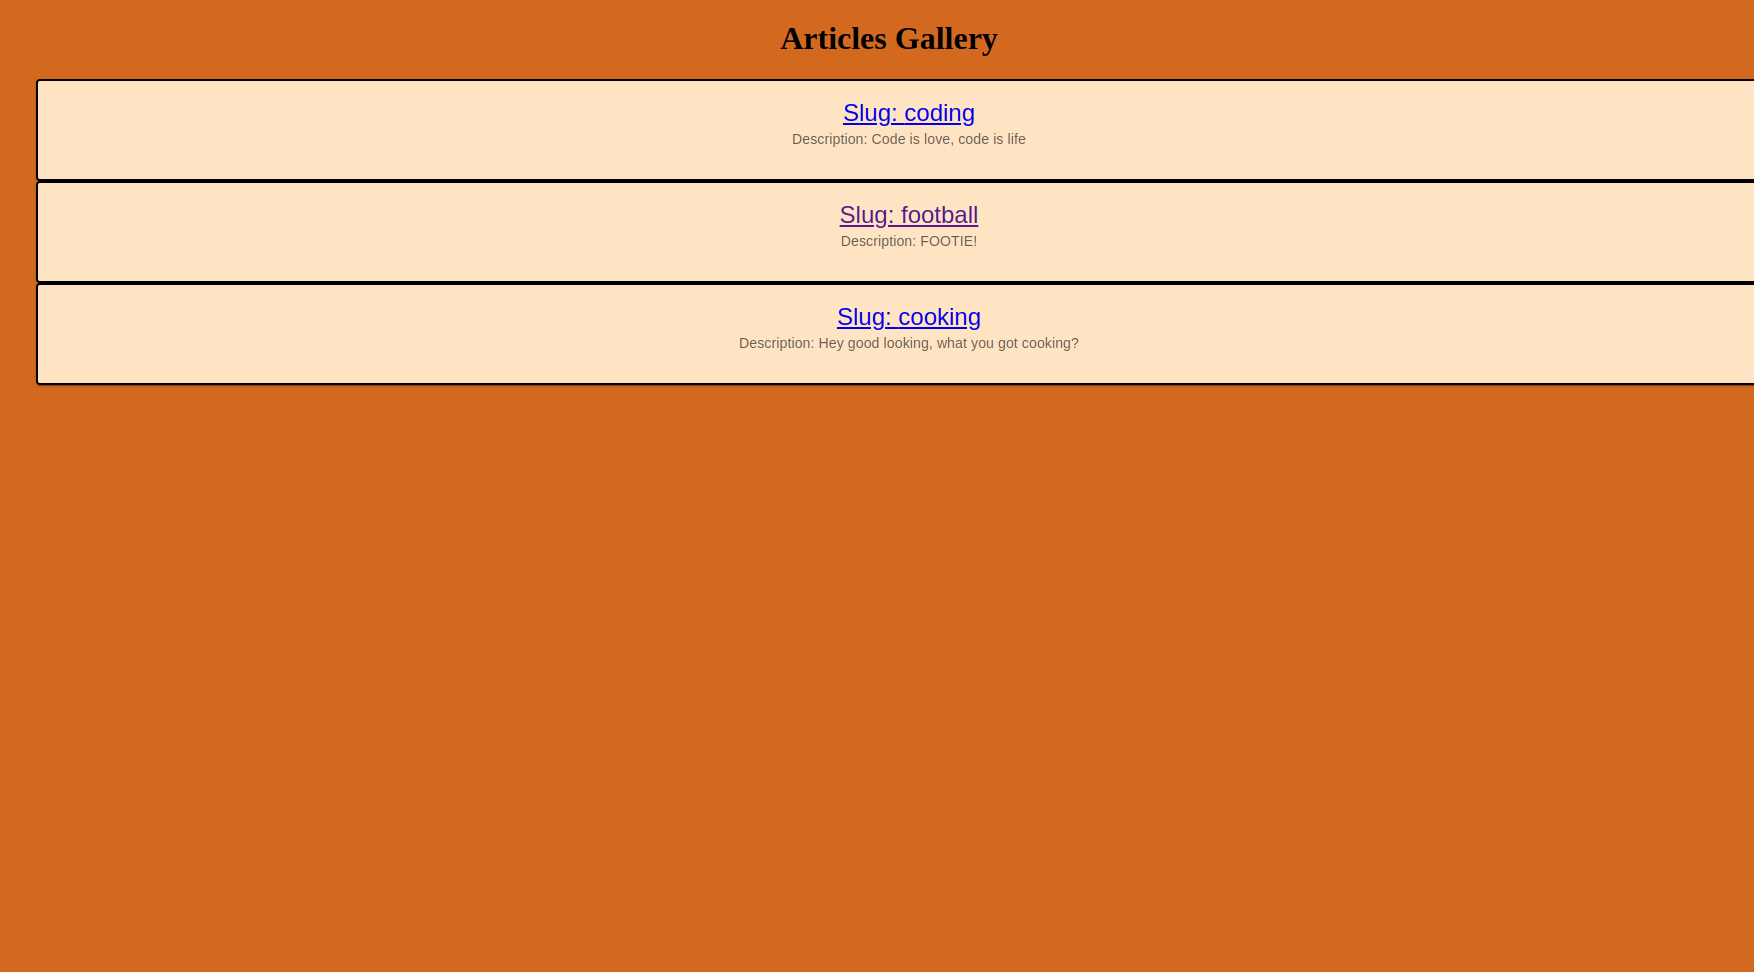 Articles Gallery
Slug: coding
Description: Code is love, code is life
Slug: football
Description: FOOTIE!
Slug: cooking
Description: Hey good looking, what you got cooking?